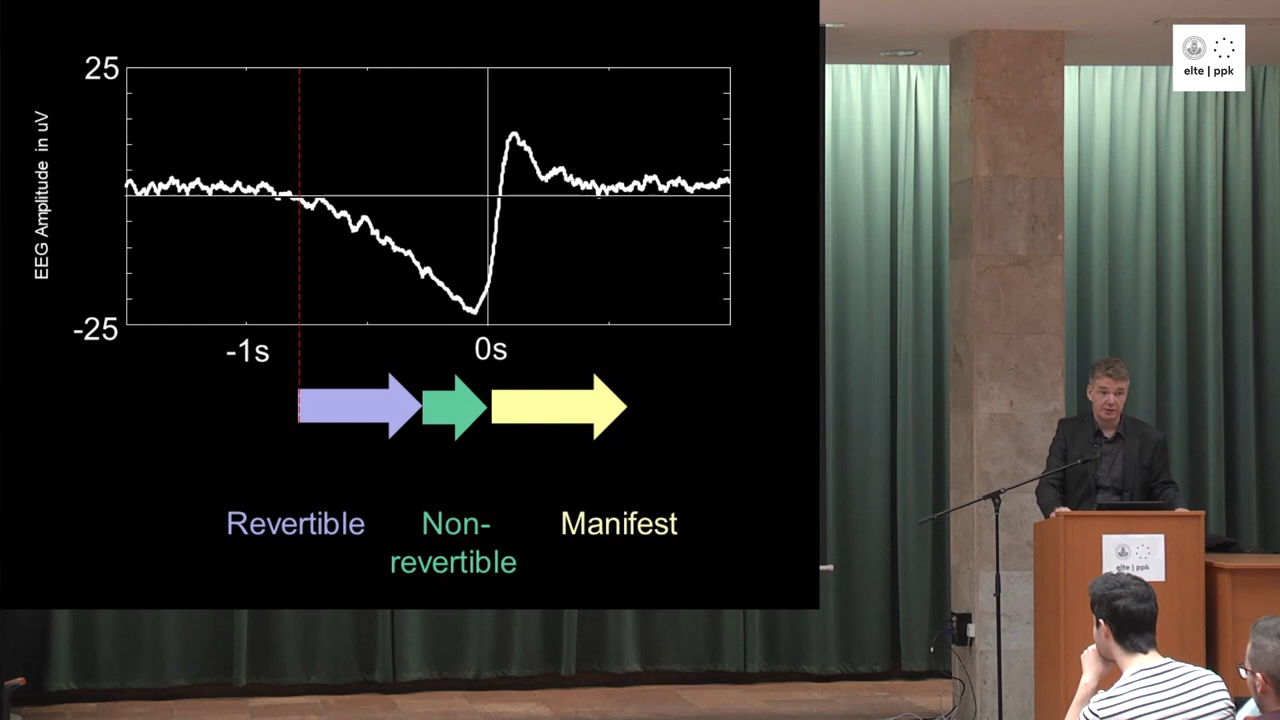 25
EEG Amplitude in uV
-25
-1s
0s
Revertible
Non-
revertible
Manifest
elte | ppk
elte | ppk